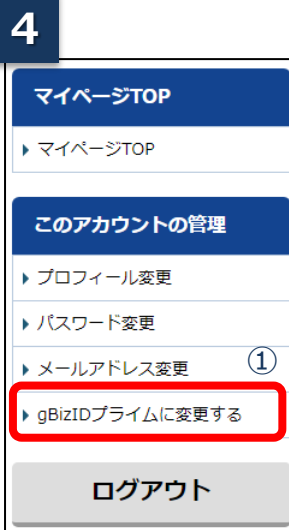 4
マイページTOP
マイページTOP
このアカウントの管理
プロフィール変更
パスワード変更
メールアドレス変更 ①
gBizIDプライムに変更する
ログアウト